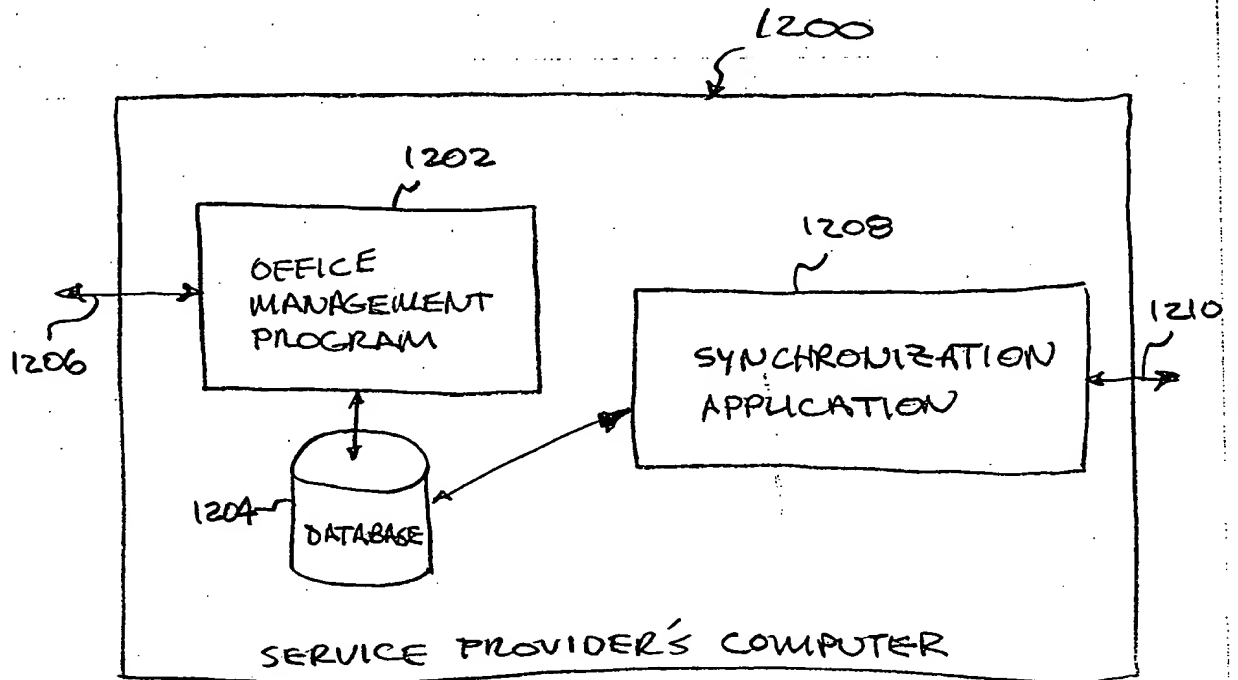 1200
1202
OFFICE
MANAGEMENT
PROGRAM
1206
1208
SYNCHRONIZATION
APPLICATION
1210
1204
DATABASE
SERVICE PROVIDER'S COMPUTER